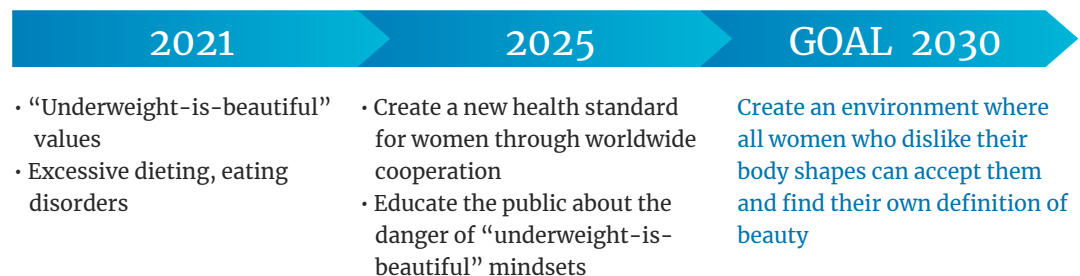 2021
2025
GOAL 2030
• “Underweight-is-beautiful”
values
• Excessive dieting, eating
disorders
• Create a new health standard
for women through worldwide
cooperation
• Educate the public about the
danger of “underweight-is-
beautiful” mindsets
Create an environment where
all women who dislike their
body shapes can accept them
and find their own definition of
beauty